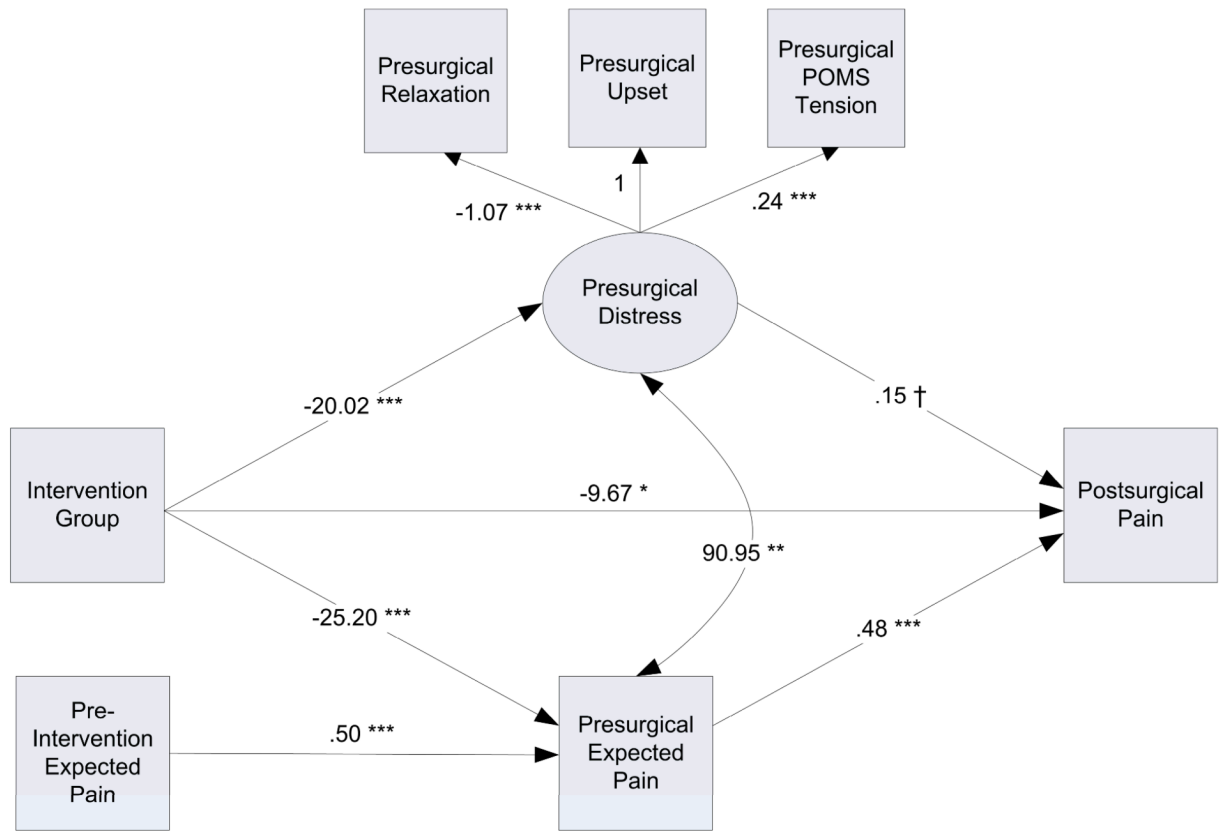 Presurgical
Relaxation
Presurgical
Upset
Presurgical
POMS
Tension
-1.07 ***
1
.24 ***
Presurgical
Distress
-20.02 ***
.15 †
Intervention
Group
-9.67 *
Postsurgical
Pain
90.95 **
-25.20 ***
.48 ***
Pre-
Intervention
Expected
Pain
.50 ***
Presurgical
Expected
Pain